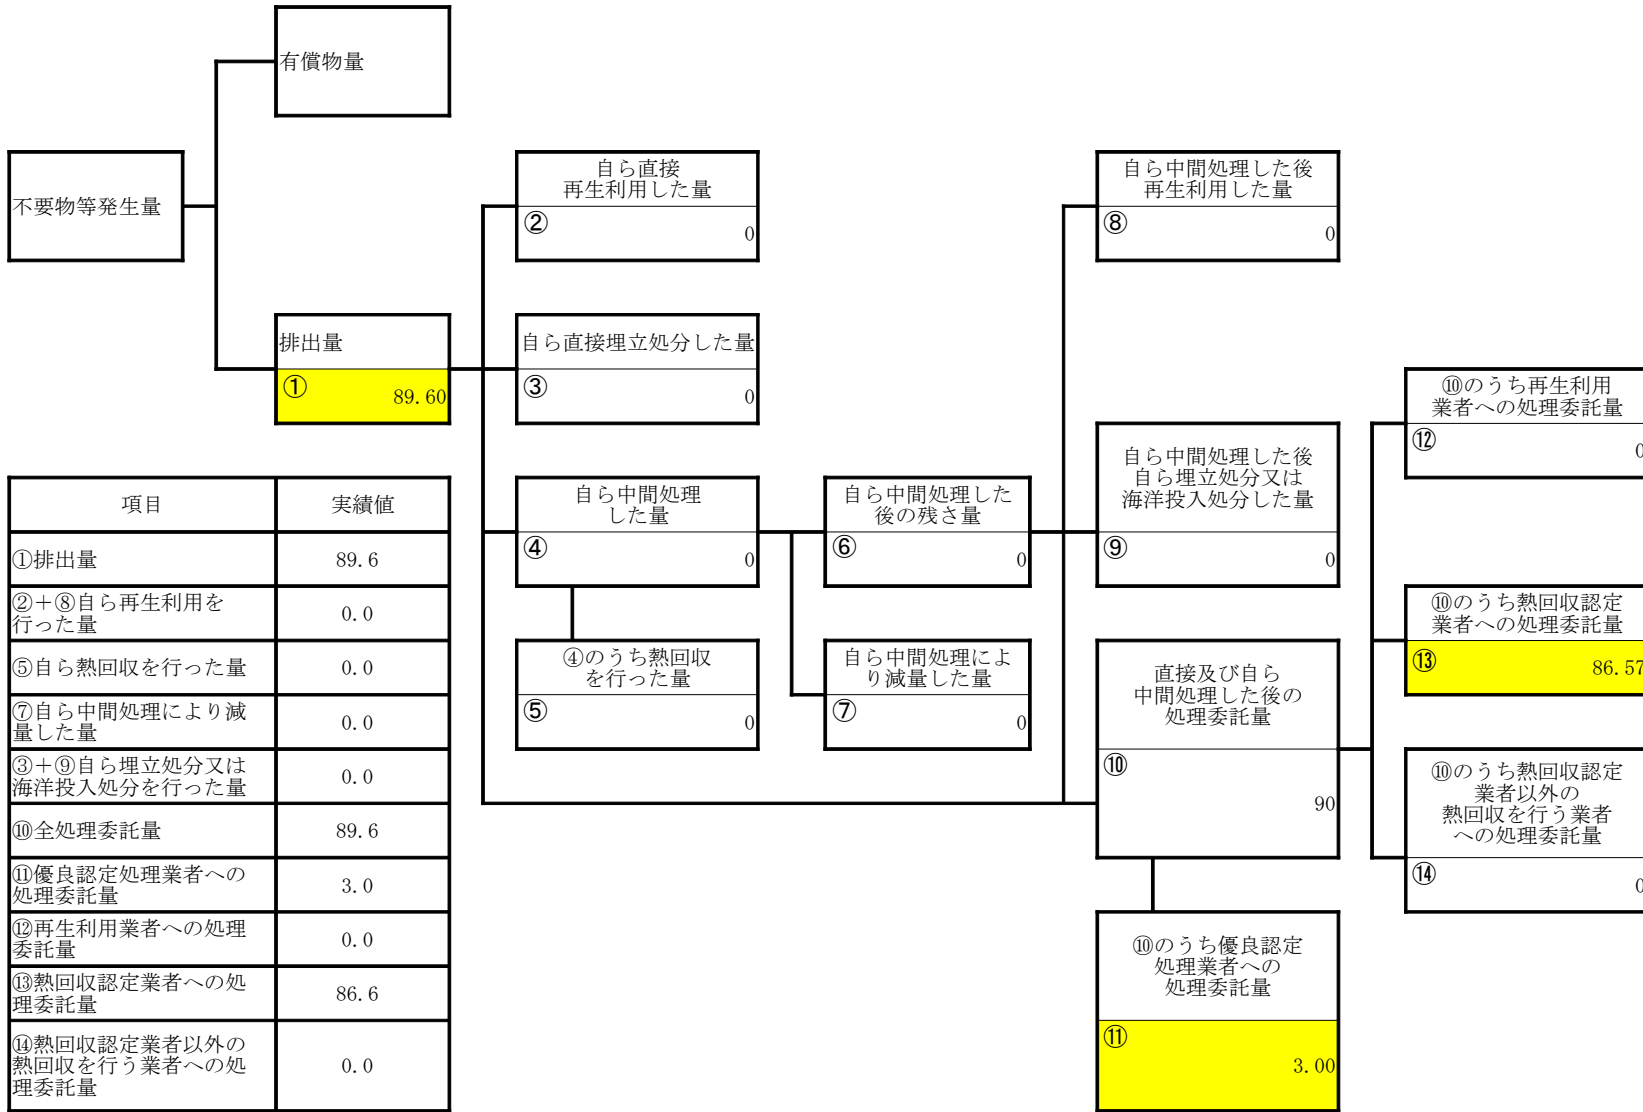 有償物量
不要物等発生量
自ら直接
再生利用した量
②
0
自ら中間処理した後
再生利用した量
⑧
0
排出量
①
89.60
自ら直接埋立処分した量
③
0
⑩のうち再生利用
業者への処理委託量
⑫
0
自ら中間処理
した量
④
0
自ら中間処理した
後の残さ量
⑥
0
自ら中間処理した後
自ら埋立処分又は
海洋投入処分した量
⑨
0
④のうち熱回収
を行った量
⑤
0
自ら中間処理によ
り減量した量
⑦
0
直接及び自ら
中間処理した後の
処理委託量
⑩
90
⑩のうち熱回収認定
業者への処理委託量
⑬
86.57
⑩のうち熱回収認定
業者以外の
熱回収を行う業者
への処理委託量
⑭
0
⑩のうち優良認定
処理業者への
処理委託量
⑪
3.00
項目 実績値
①排出量 89.6
②＋⑧自ら再生利用を
行った量 0.0
⑤自ら熱回収を行った量 0.0
⑦自ら中間処理により減
量した量 0.0
③＋⑨自ら埋立処分又は
海洋投入処分を行った量 0.0
⑩全処理委託量 89.6
⑪優良認定処理業者への
処理委託量 3.0
⑫再生利用業者への処理
委託量 0.0
⑬熱回収認定業者への処
理委託量 86.6
⑭熱回収認定業者以外の
熱回収を行う業者への処
理委託量 0.0